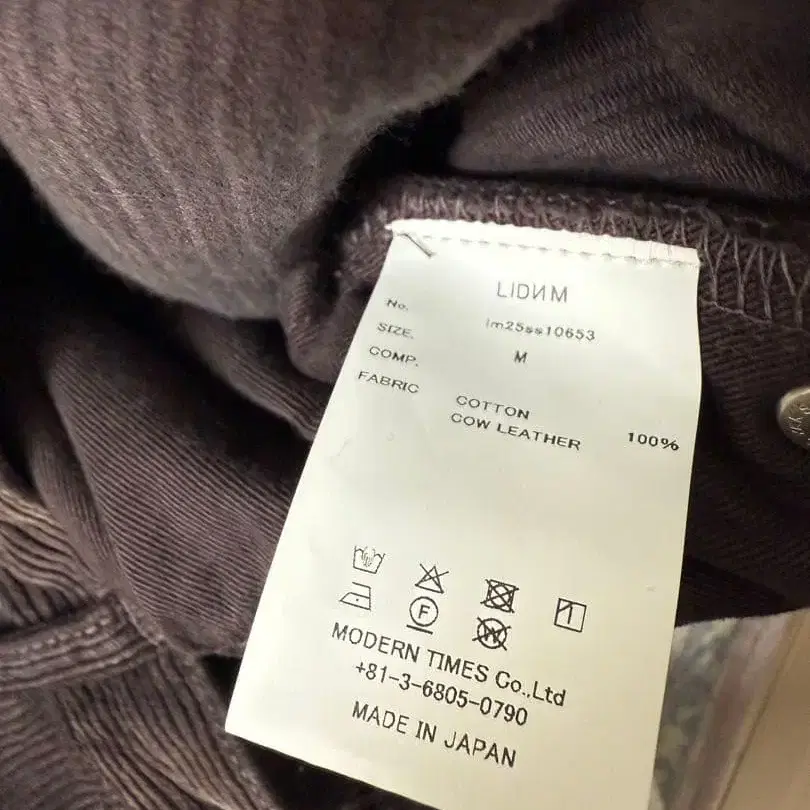 LIDИM
No. lm25ss10653
SIZE. M
COMP.
FABRIC COTTON 100%
COW LEATHER
F
W
MODERN TIMES Co.,Ltd
+81-3-6805-0790
MADE IN JAPAN